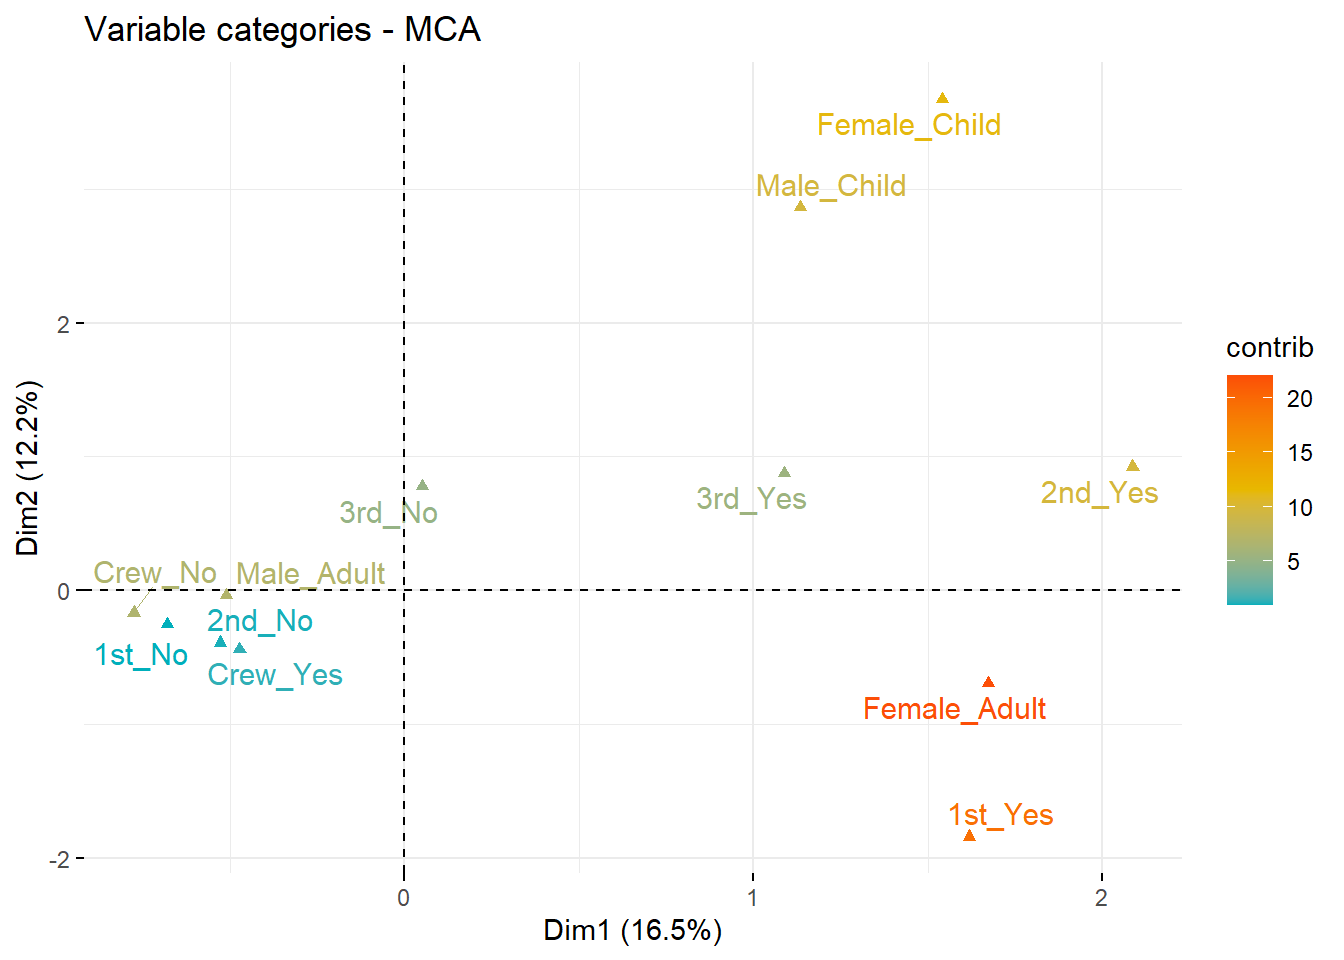 Variable categories - MCA
Female_Child
Male_Child
2
contrib
20
15
10
5
3rd_Yes
2nd_Yes
3rd_No
Crew_No
Male_Adult
0
2nd_No
1st_No
Crew_Yes
Female_Adult
1st_Yes
-2
0
1
2
Dim1 (16.5%)
Dim2 (12.2%)